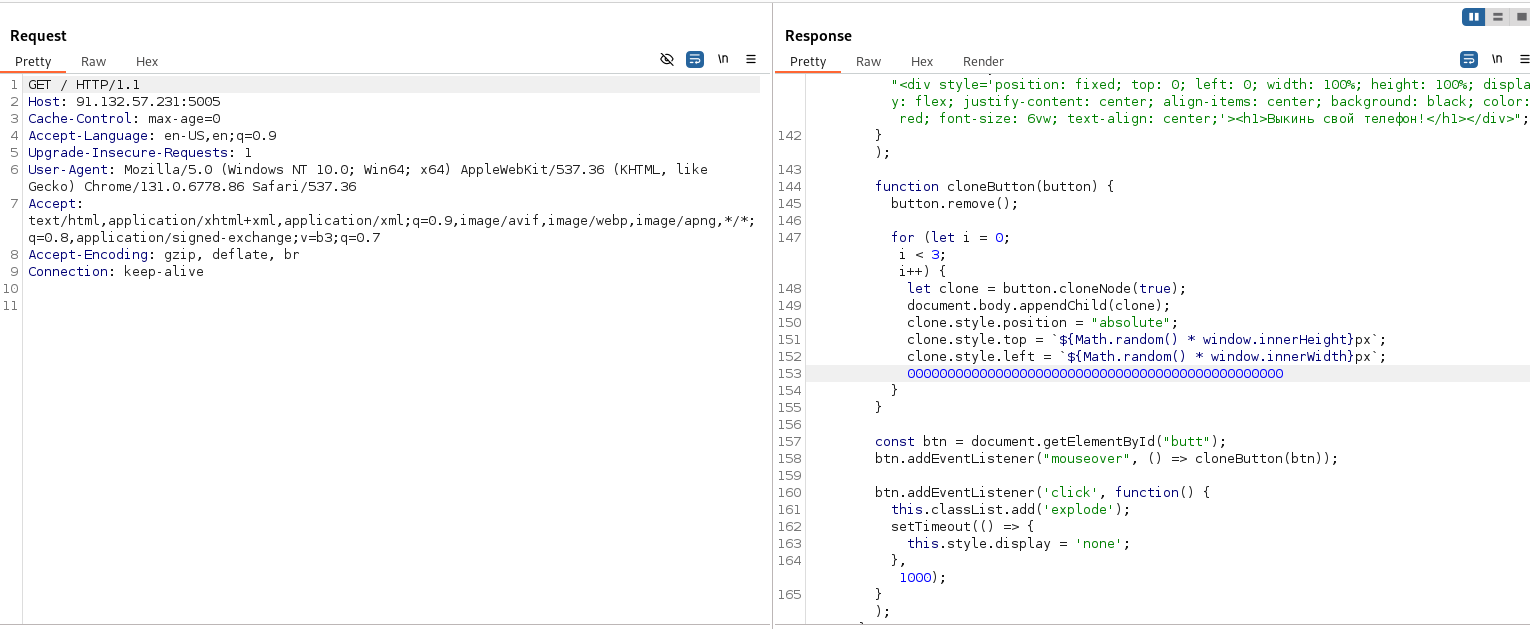 Request
Pretty Raw Hex \n
1 GET / HTTP/1.1
2 Host: 91.132.57.231:5005
3 Cache-Control: max-age=0
4 Accept-Language: en-US,en;q=0.9
5 Upgrade-Insecure-Requests: 1
6 User-Agent: Mozilla/5.0 (Windows NT 10.0; Win64; x64) AppleWebKit/537.36 (KHTML, like
Gecko) Chrome/131.0.6778.86 Safari/537.36
7 Accept:
text/html,application/xhtml+xml,application/xml;q=0.9,image/avif,image/webp,image/apng,*/*;
q=0.8,application/signed-exchange;v=b3;q=0.7
8 Accept-Encoding: gzip, deflate, br
9 Connection: keep-alive
10
11
Response
Pretty Raw Hex Render \n
"<div style='position: fixed; top: 0; left: 0; width: 100%; height: 100%; displa
y: flex; justify-content: center; align-items: center; background: black; color:
red; font-size: 6vw; text-align: center;'><h1>Выкинь свой телефон!</h1></div>";
142 }
);
143
144 function cloneButton(button) {
145 button.remove();
146
147 for (let i = 0;
i < 3;
i++) {
148 let clone = button.cloneNode(true);
149 document.body.appendChild(clone);
150 clone.style.position = "absolute";
151 clone.style.top = `${Math.random() * window.innerHeight}px`;
152 clone.style.left = `${Math.random() * window.innerWidth}px`;
153 00000000000000000000000000000000000000000000000
154 }
155 }
156
157 const btn = document.getElementById("butt");
158 btn.addEventListener("mouseover", () => cloneButton(btn));
159
160 btn.addEventListener('click', function() {
161 this.classList.add('explode');
162 setTimeout(() => {
163 this.style.display = 'none';
164 },
1000);
165 }
);